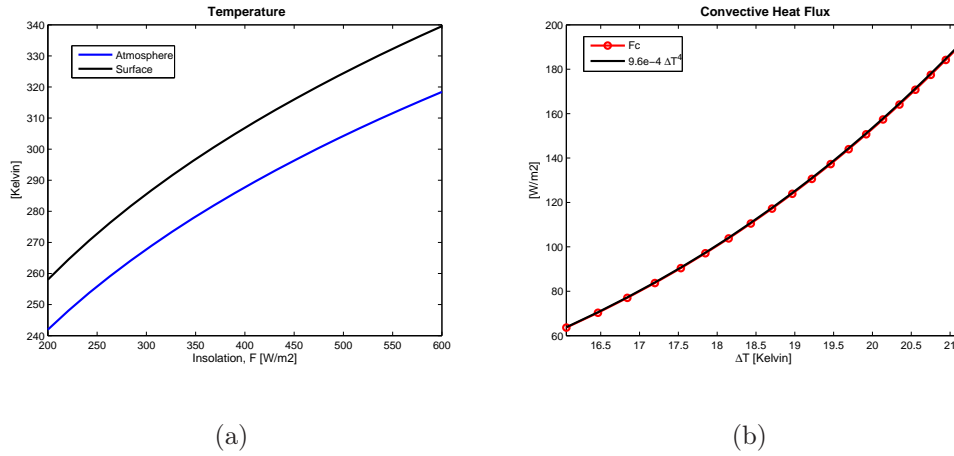 Temperature
340
330
320
310
300
290
280
270
260
250
240
[Kelvin]
Atmosphere
Surface
200 250 300 350 400 450 500 550 600
Insolation, F [W/m2]
(a)
Convective Heat Flux
200
180
160
140
120
100
80
60
[W/m2]
Fc
9.6e−4 ΔT⁴
16.5 17 17.5 18 18.5 19 19.5 20 20.5 21
ΔT [Kelvin]
(b)